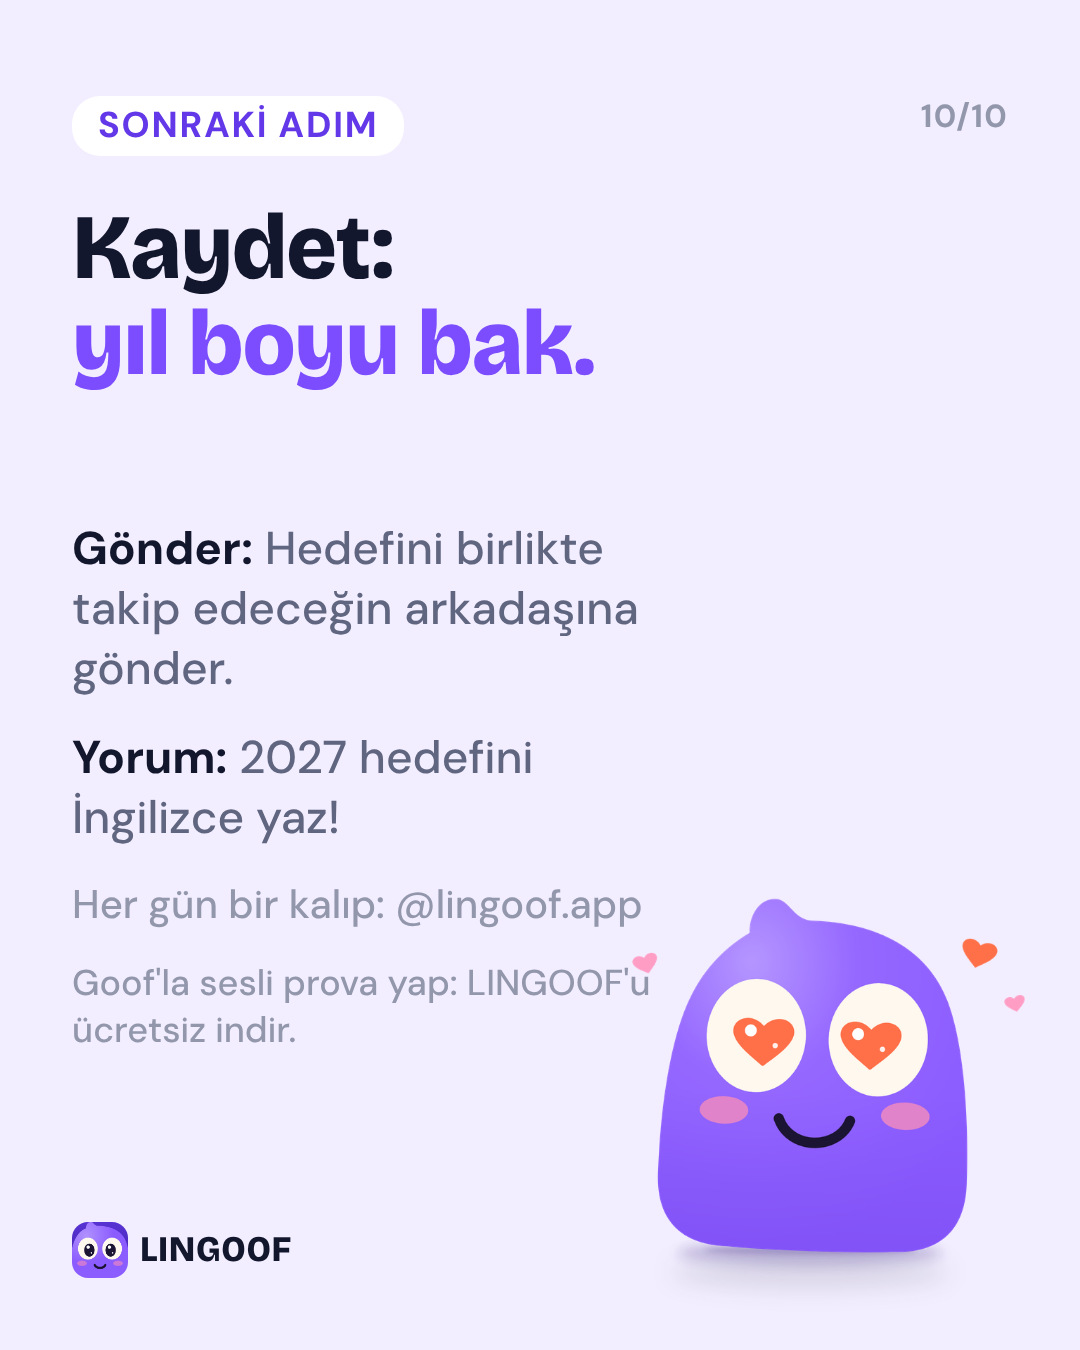 SONRAKİ ADIM
10/10
Kaydet:
yıl boyu bak.
Gönder: Hedefini birlikte
takip edeceğin arkadaşına
gönder.
Yorum: 2027 hedefini
İngilizce yaz!
Her gün bir kalıp: @lingoof.app
Goof'la sesli prova yap: LINGOOF'u
ücretsiz indir.
LINGOOF